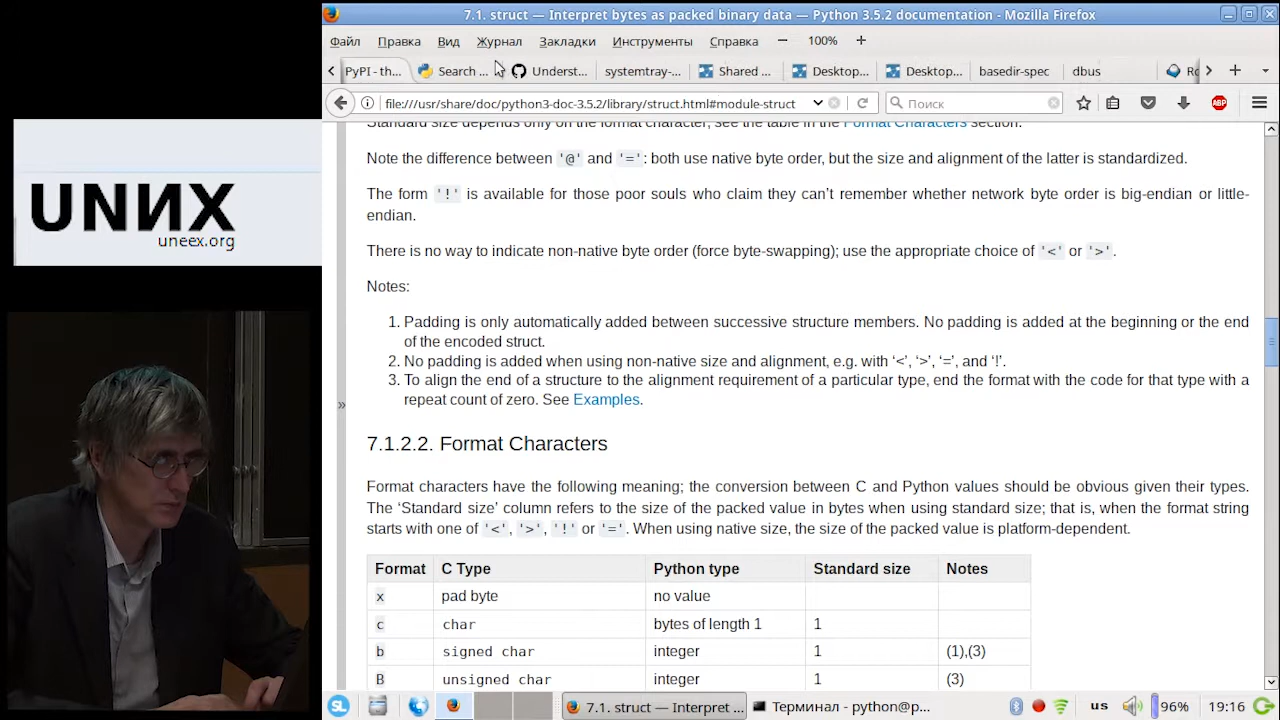 7.1. struct — Interpret bytes as packed binary data — Python 3.5.2 documentation - Mozilla Firefox
Файл Правка Вид Журнал Закладки Инструменты Справка 100%
PyPI - th... Search ... Underst... systemtray-... Shared ... Desktop... Desktop... basedir-spec dbus
file:///usr/share/doc/python3-doc-3.5.2/library/struct.html#module-struct Поиск ABP
Standard size depends only on the format character; see the table in the Format Characters section.
Note the difference between '@' and '=': both use native byte order, but the size and alignment of the latter is standardized.
The form '!' is available for those poor souls who claim they can’t remember whether network byte order is big-endian or little-
endian.
There is no way to indicate non-native byte order (force byte-swapping); use the appropriate choice of '<' or '>'.
Notes:
1. Padding is only automatically added between successive structure members. No padding is added at the beginning or the end
of the encoded struct.
2. No padding is added when using non-native size and alignment, e.g. with ‘<’, ‘>’, ‘=’, and ‘!’.
3. To align the end of a structure to the alignment requirement of a particular type, end the format with the code for that type with a
repeat count of zero. See Examples.
»
7.1.2.2. Format Characters
Format characters have the following meaning; the conversion between C and Python values should be obvious given their types.
The ‘Standard size’ column refers to the size of the packed value in bytes when using standard size; that is, when the format string
starts with one of '<', '>', '!' or '='. When using native size, the size of the packed value is platform-dependent.
Format C Type Python type Standard size Notes
x pad byte no value
c char bytes of length 1 1
b signed char integer 1 (1),(3)
B unsigned char integer 1 (3)
SL 7.1. struct — Interpret ... Терминал - python@p... us 96% 19:16
UNИX
uneex.org